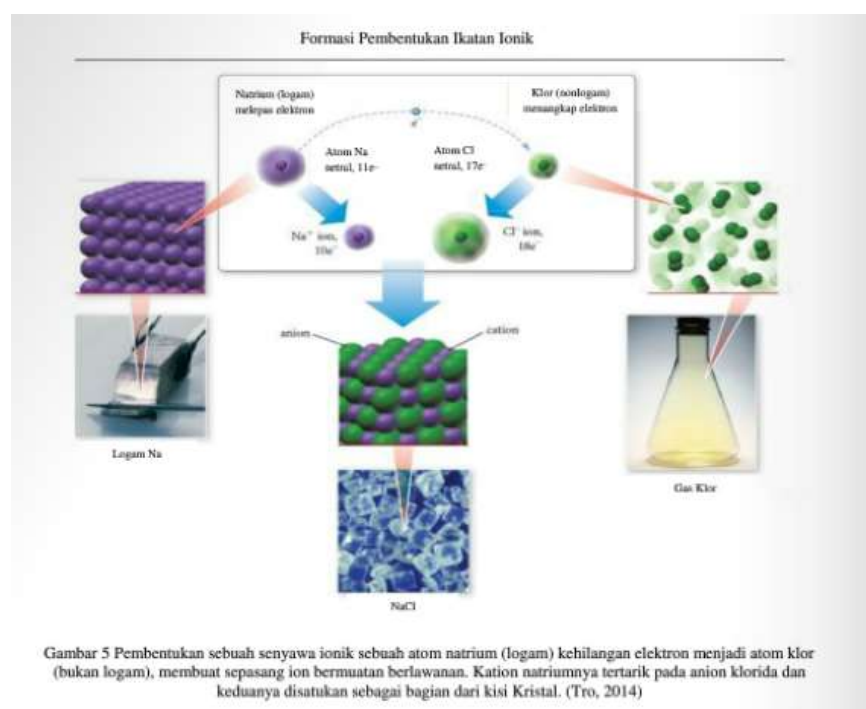 Formasi Pembentukan Ikatan Ionik
Natrium (logam)
melepas elektron
Klor (nonlogam)
menangkap elektron
e⁻
Atom Na
netral, 11e⁻
Atom Cl
netral, 17e⁻
Na⁺ ion,
10e⁻
Cl⁻ ion,
18e⁻
anion
cation
Logam Na
Gas Klor
NaCl
Gambar 5 Pembentukan sebuah senyawa ionik sebuah atom natrium (logam) kehilangan elektron menjadi atom klor
(bukan logam), membuat sepasang ion bermuatan berlawanan. Kation natriumnya tertarik pada anion klorida dan
keduanya disatukan sebagai bagian dari kisi Kristal. (Tro, 2014)